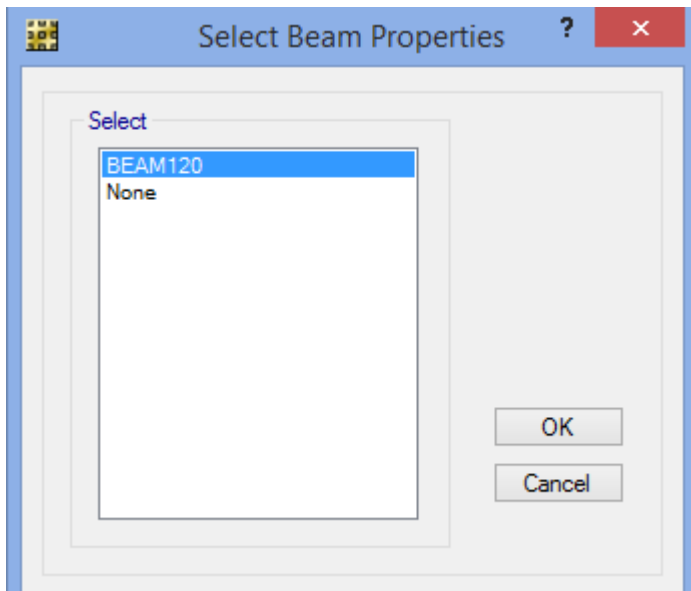 Select Beam Properties ? ×
Select
BEAM120
None
OK
Cancel